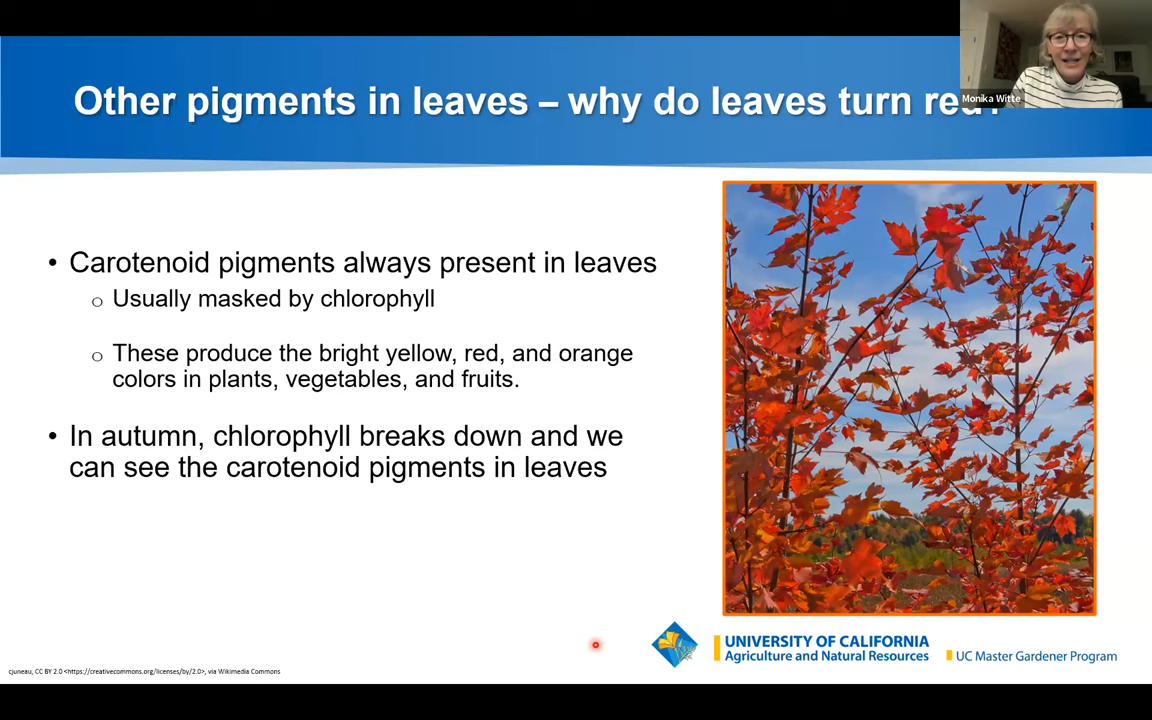 Other pigments in leaves – why do leaves turn red?
Monika Witte
• Carotenoid pigments always present in leaves
o Usually masked by chlorophyll
o These produce the bright yellow, red, and orange
colors in plants, vegetables, and fruits.
• In autumn, chlorophyll breaks down and we
can see the carotenoid pigments in leaves
UNIVERSITY OF CALIFORNIA
Agriculture and Natural Resources
UC Master Gardener Program
cjuneau, CC BY 2.0 <https://creativecommons.org/licenses/by/2.0>, via Wikimedia Commons